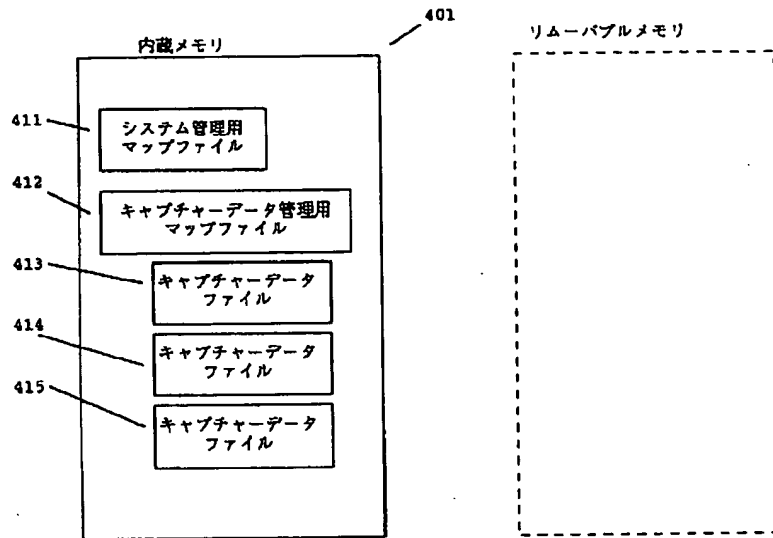 401
内蔵メモリ
リムーバブルメモリ
411
システム管理用
マップファイル
412
キャプチャーデータ管理用
マップファイル
413
キャプチャーデータ
ファイル
414
キャプチャーデータ
ファイル
415
キャプチャーデータ
ファイル